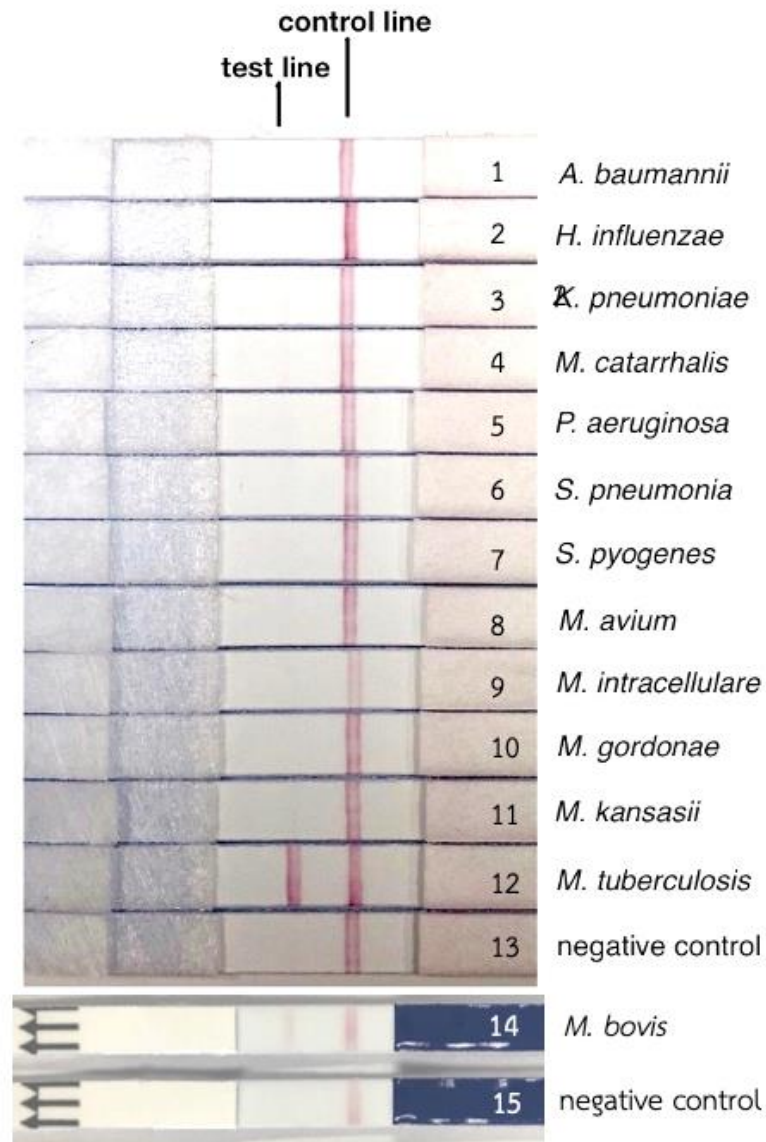 control line
test line
1 A. baumannii
2 H. influenzae
3 K. pneumoniae
4 M. catarrhalis
5 P. aeruginosa
6 S. pneumonia
7 S. pyogenes
8 M. avium
9 M. intracellulare
10 M. gordonae
11 M. kansasii
12 M. tuberculosis
13 negative control
14 M. bovis
15 negative control